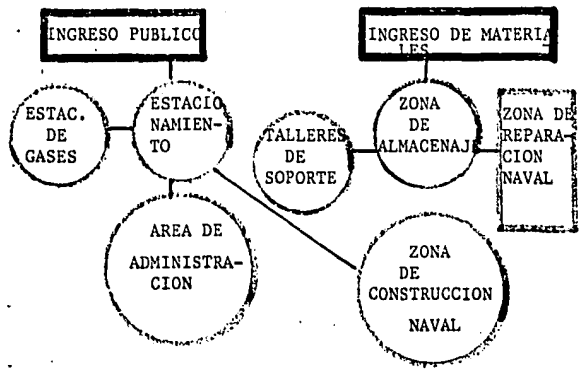 INGRESO PUBLICO
INGRESO DE MATERIA
LES
ESTAC.
DE
GASES
ESTACIO
NAMIEN-
TO
TALLERES
DE
SOPORTE
ZONA
DE
ALMACENAJE
ZONA DE
REPARA-
CION
NAVAL
AREA DE
ADMINISTRA-
CION
ZONA
DE
CONSTRUCCION
NAVAL